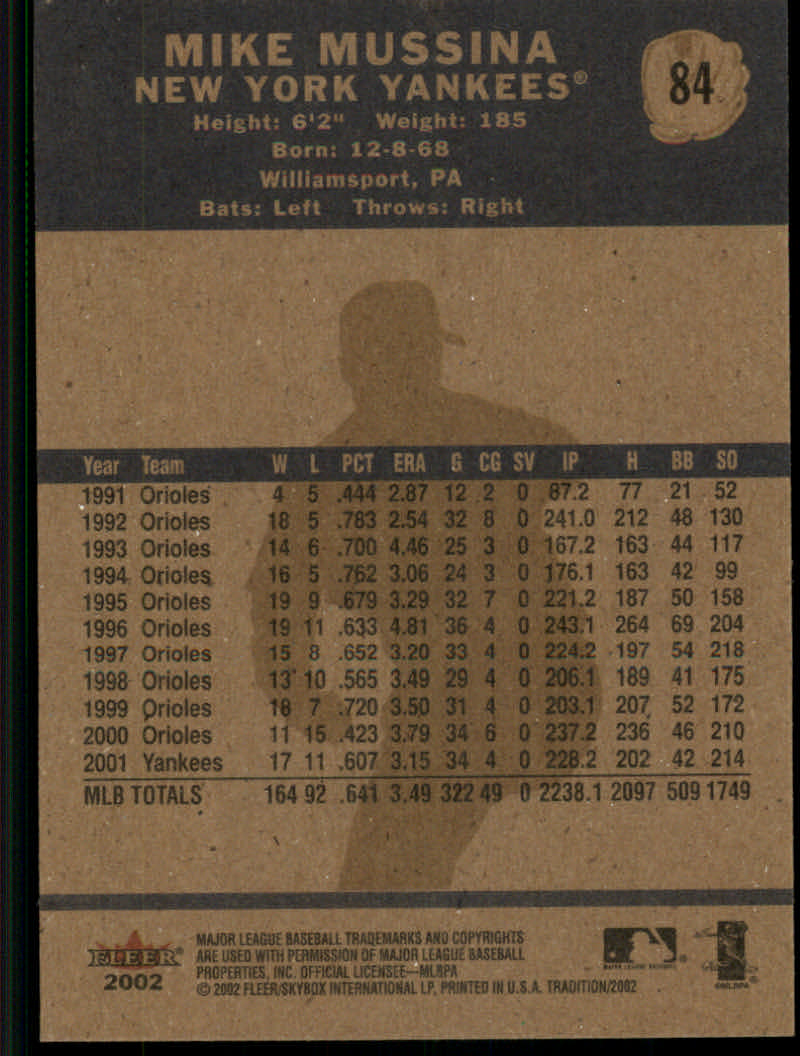 MIKE MUSSINA
NEW YORK YANKEES®
84
Height: 6'2" Weight: 185
Born: 12-8-68
Williamsport, PA
Bats: Left Throws: Right
Year Team W L PCT ERA G CG SV IP H BB SO
1991 Orioles 4 5 .444 2.87 12 2 0 87.2 77 21 52
1992 Orioles 18 5 .783 2.54 32 8 0 241.0 212 48 130
1993 Orioles 14 6 .700 4.46 25 3 0 167.2 163 44 117
1994 Orioles 16 5 .762 3.06 24 3 0 176.1 163 42 99
1995 Orioles 19 9 .679 3.29 32 7 0 221.2 187 50 158
1996 Orioles 19 11 .633 4.81 36 4 0 243.1 264 69 204
1997 Orioles 15 8 .652 3.20 33 4 0 224.2 197 54 218
1998 Orioles 13 10 .565 3.49 29 4 0 206.1 189 41 175
1999 Orioles 18 7 .720 3.50 31 4 0 203.1 207 52 172
2000 Orioles 11 15 .423 3.79 34 6 0 237.2 236 46 210
2001 Yankees 17 11 .607 3.15 34 4 0 228.2 202 42 214
MLB TOTALS 164 92 .641 3.49 322 49 0 2238.1 2097 509 1749
FLEER®
2002
MAJOR LEAGUE BASEBALL TRADEMARKS AND COPYRIGHTS
ARE USED WITH PERMISSION OF MAJOR LEAGUE BASEBALL
PROPERTIES, INC. OFFICIAL LICENSEE—MLBPA
© 2002 FLEER/SKYBOX INTERNATIONAL LP, PRINTED IN U.S.A. TRADITION/2002
MAJOR LEAGUE BASEBALL
©MLBPA